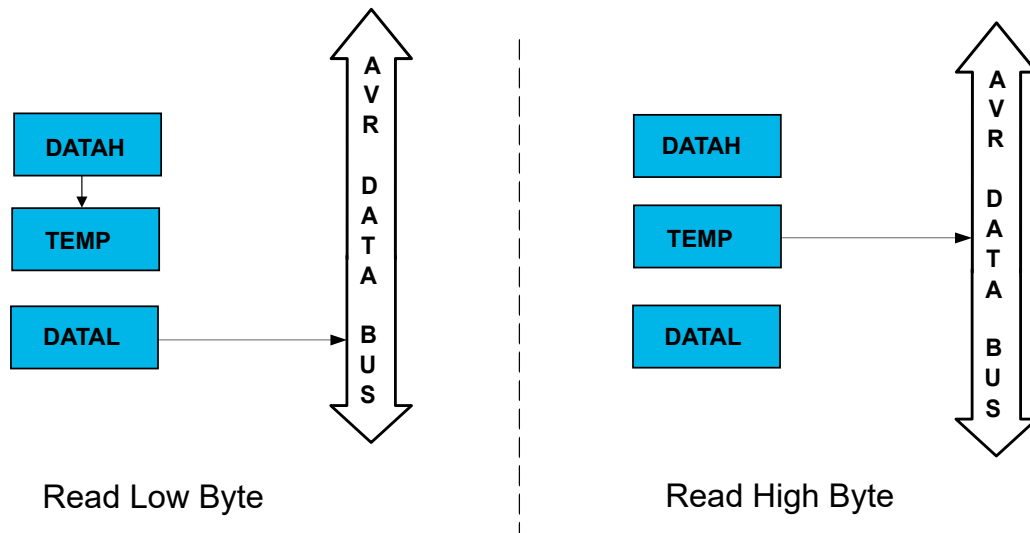 DATAH
TEMP
DATAL
AVR DATA BUS
Read Low Byte
DATAH
TEMP
DATAL
AVR DATA BUS
Read High Byte